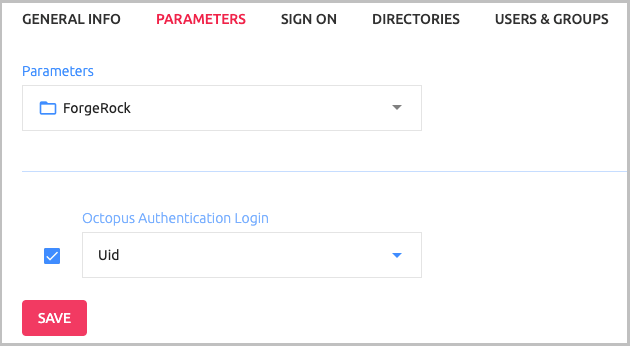 GENERAL INFO PARAMETERS SIGN ON DIRECTORIES USERS & GROUPS
Parameters
ForgeRock
Octopus Authentication Login
Uid
SAVE